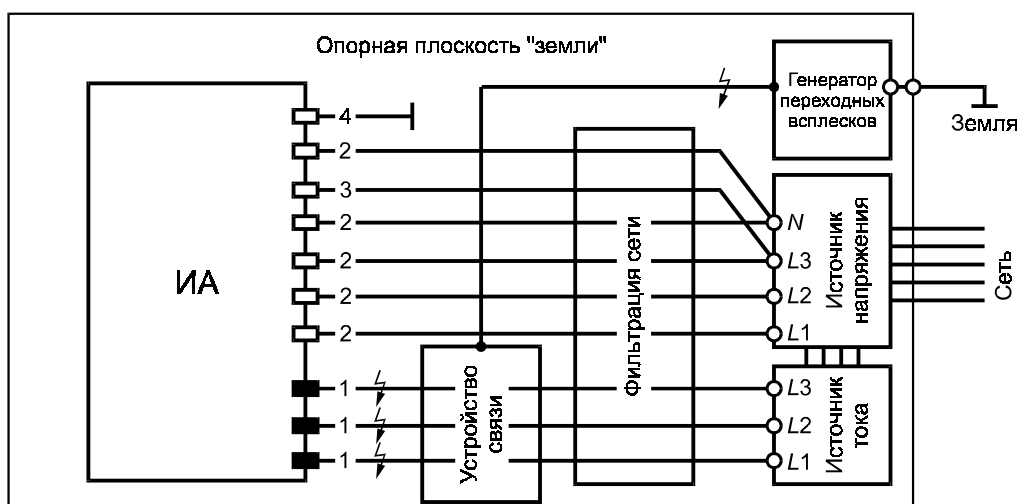 Опорная плоскость "земли"
Генератор
переходных
всплесков
Земля
ИА
4
2
3
2
2
2
2
1
1
1
Устройство
связи
Фильтрация сети
N
L3
L2
L1
Источник
напряжения
Сеть
L3
L2
L1
Источник
тока